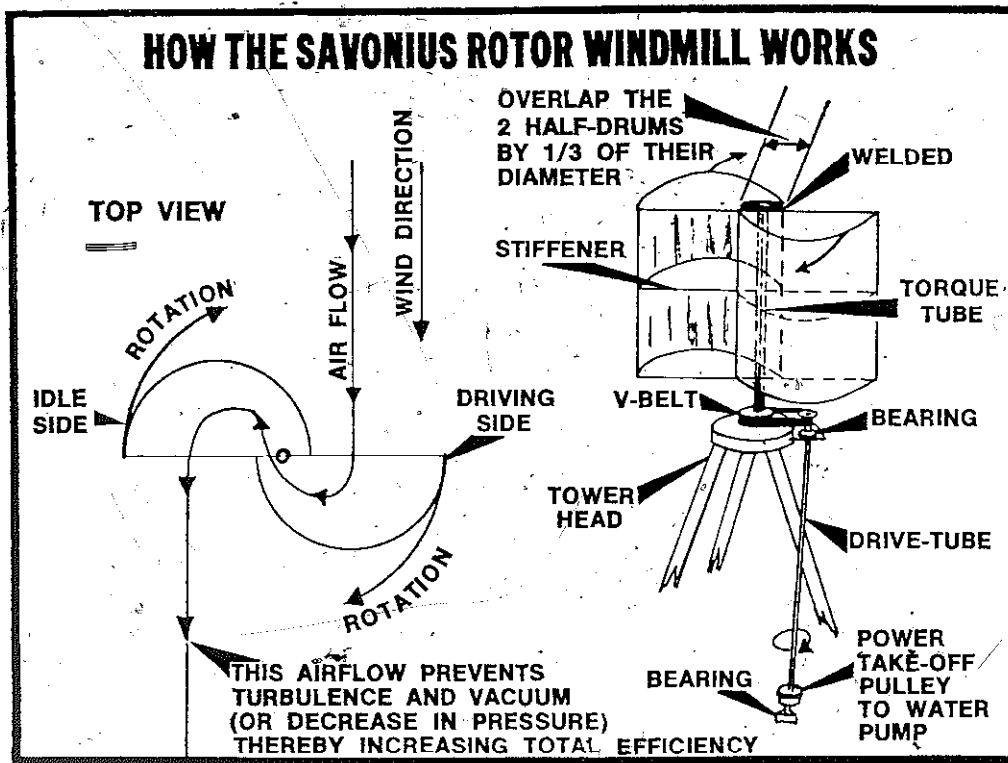 HOW THE SAVONIUS ROTOR WINDMILL WORKS
TOP VIEW
ROTATION
AIR FLOW
WIND DIRECTION
IDLE
SIDE
DRIVING
SIDE
ROTATION
THIS AIRFLOW PREVENTS
TURBULENCE AND VACUUM
(OR DECREASE IN PRESSURE)
THEREBY INCREASING TOTAL EFFICIENCY
OVERLAP THE
2 HALF-DRUMS
BY 1/3 OF THEIR
DIAMETER
WELDED
STIFFENER
TORQUE
TUBE
V-BELT
BEARING
TOWER
HEAD
DRIVE-TUBE
BEARING
POWER
TAKE-OFF
PULLEY
TO WATER
PUMP